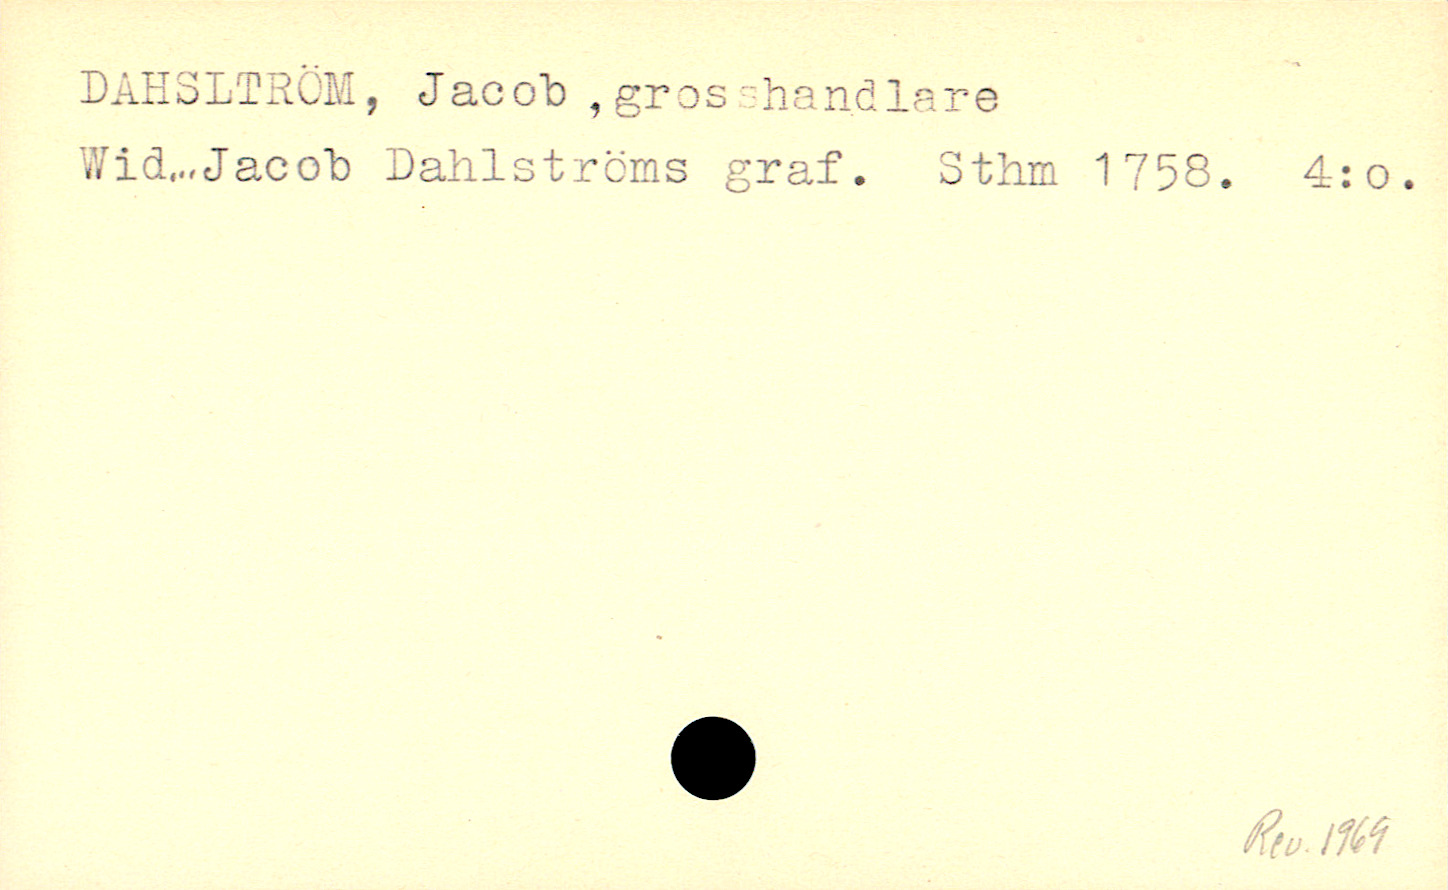 DAHSLTRÖM, Jacob ,grosshandlare
Wid...Jacob Dahlströms graf. Sthm 1758. 4:o.
Rev. 1969